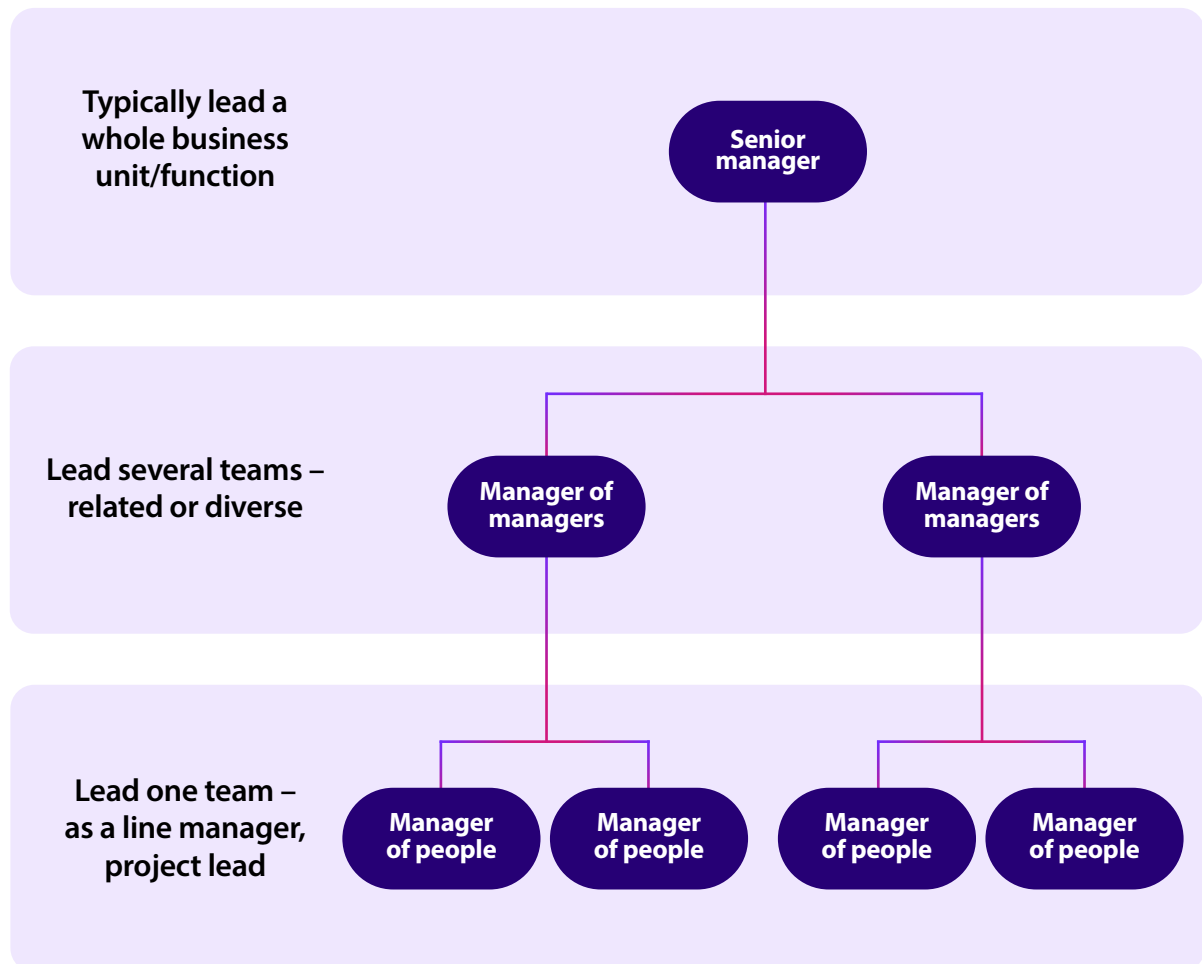 Typically lead a
whole business
unit/function
Senior
manager
Lead several teams –
related or diverse
Manager of
managers
Manager of
managers
Lead one team –
as a line manager,
project lead
Manager
of people
Manager
of people
Manager
of people
Manager
of people